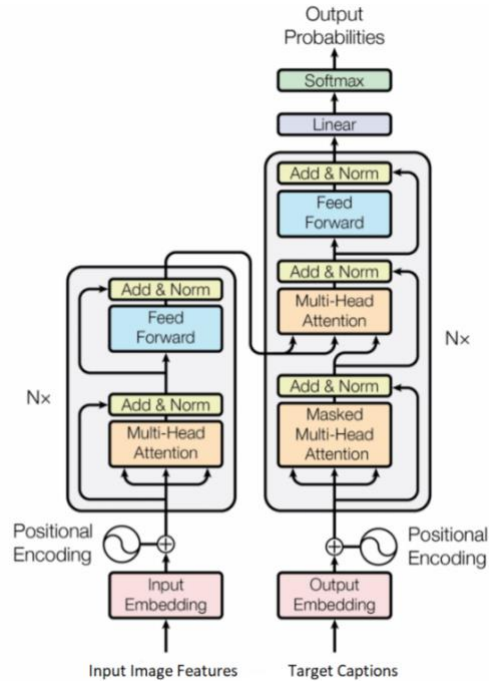 Output
Probabilities
Softmax
Linear
Add & Norm
Feed
Forward
Add & Norm
Multi-Head
Attention
Nx
Add & Norm
Masked
Multi-Head
Attention
Positional
Encoding
Output
Embedding
Target Captions
Add & Norm
Feed
Forward
Nx
Add & Norm
Multi-Head
Attention
Positional
Encoding
Input
Embedding
Input Image Features